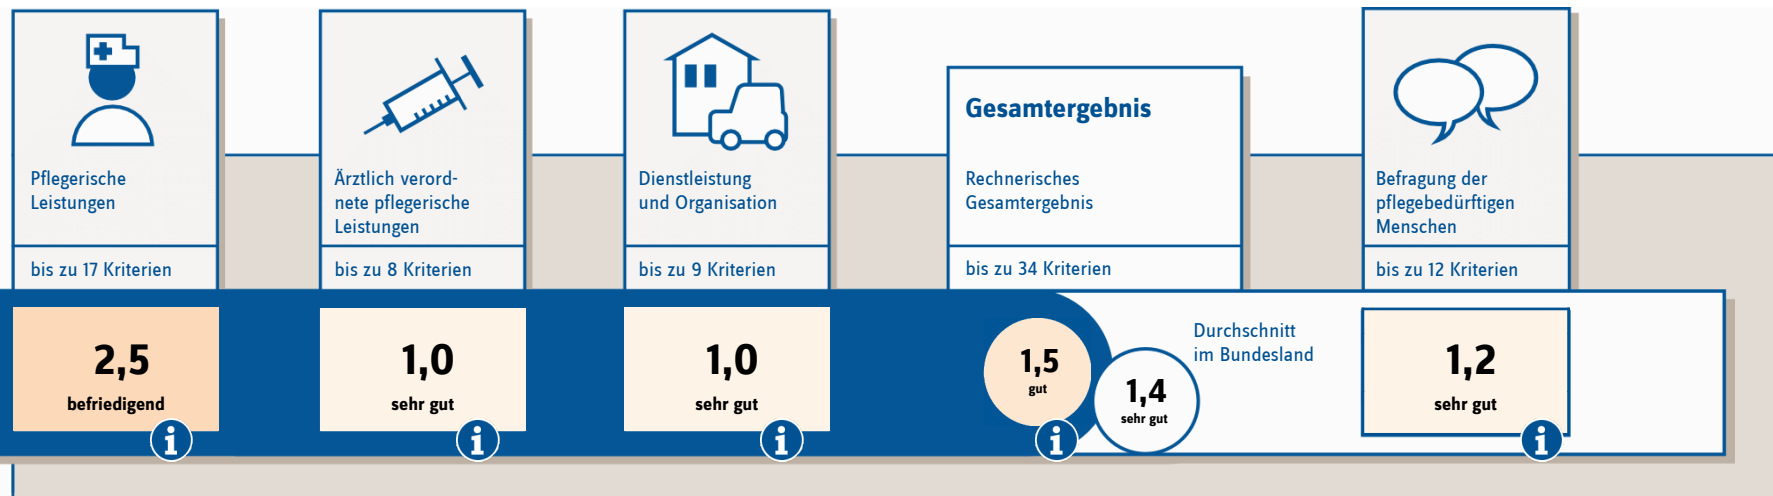 Pflegerische
Leistungen
bis zu 17 Kriterien
2,5
befriedigend
i
Ärztlich verord-
nete pflegerische
Leistungen
bis zu 8 Kriterien
1,0
sehr gut
i
Dienstleistung
und Organisation
bis zu 9 Kriterien
1,0
sehr gut
i
Gesamtergebnis
Rechnerisches
Gesamtergebnis
bis zu 34 Kriterien
1,5
gut
i
1,4
sehr gut
Durchschnitt
im Bundesland
Befragung der
pflegebedürftigen
Menschen
bis zu 12 Kriterien
1,2
sehr gut
i